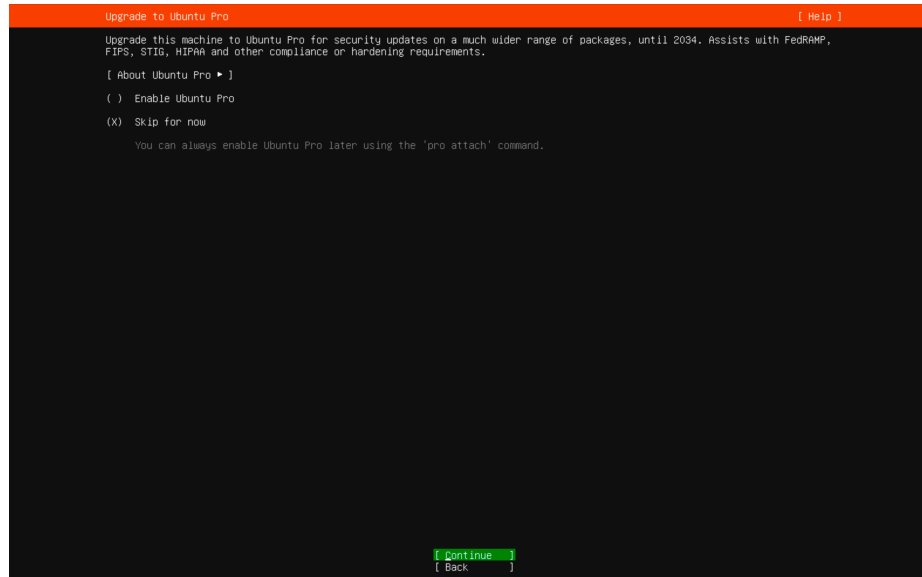 Upgrade to Ubuntu Pro [ Help ]
Upgrade this machine to Ubuntu Pro for security updates on a much wider range of packages, until 2034. Assists with FedRAMP,
FIPS, STIG, HIPAA and other compliance or hardening requirements.
[ About Ubuntu Pro ► ]
( ) Enable Ubuntu Pro
(X) Skip for now
You can always enable Ubuntu Pro later using the 'pro attach' command.
[ Continue ]
[ Back ]